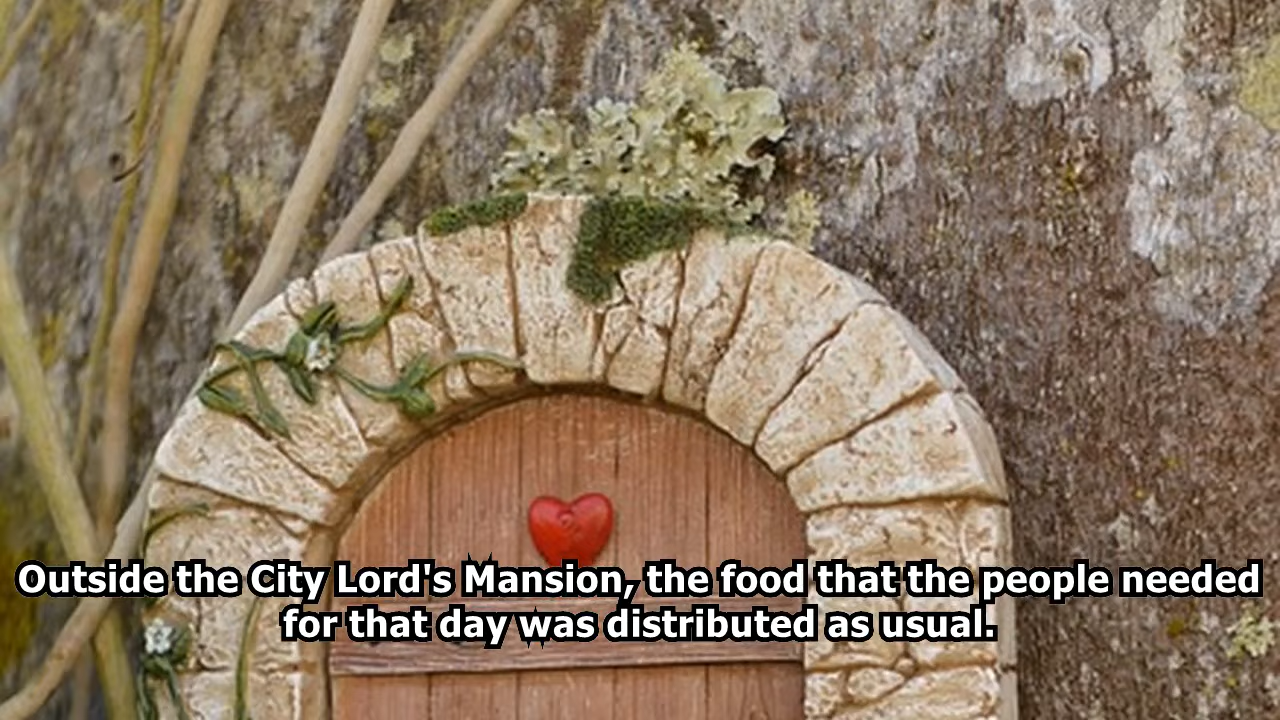 Outside the City Lord's Mansion, the food that the people needed
for that day was distributed as usual.